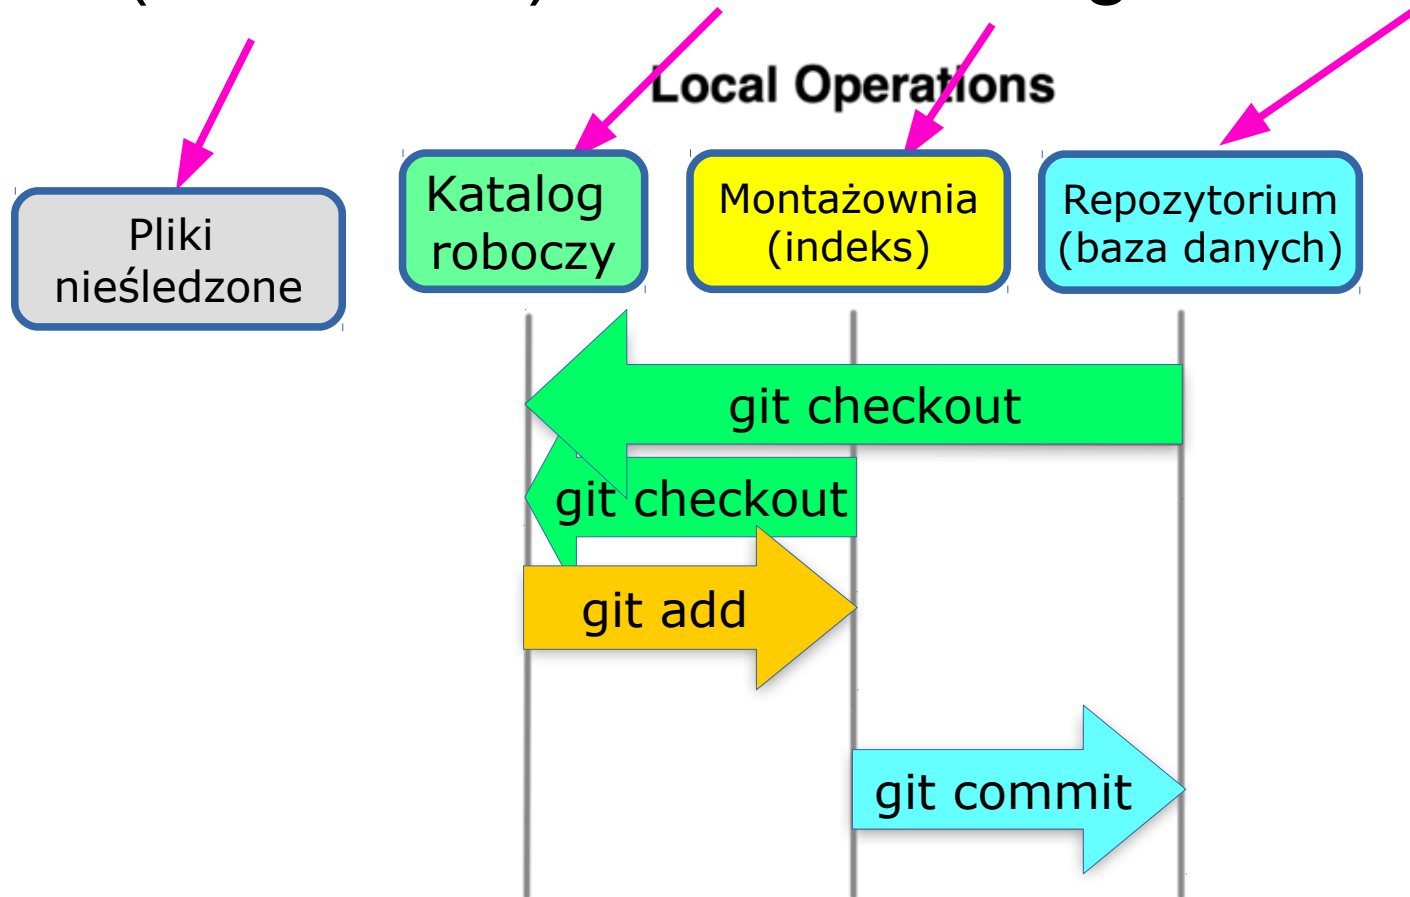 Local Operations
Pliki
nieśledzone
Katalog
roboczy
Montażownia
(indeks)
Repozytorium
(baza danych)
git checkout
git checkout
git add
git commit